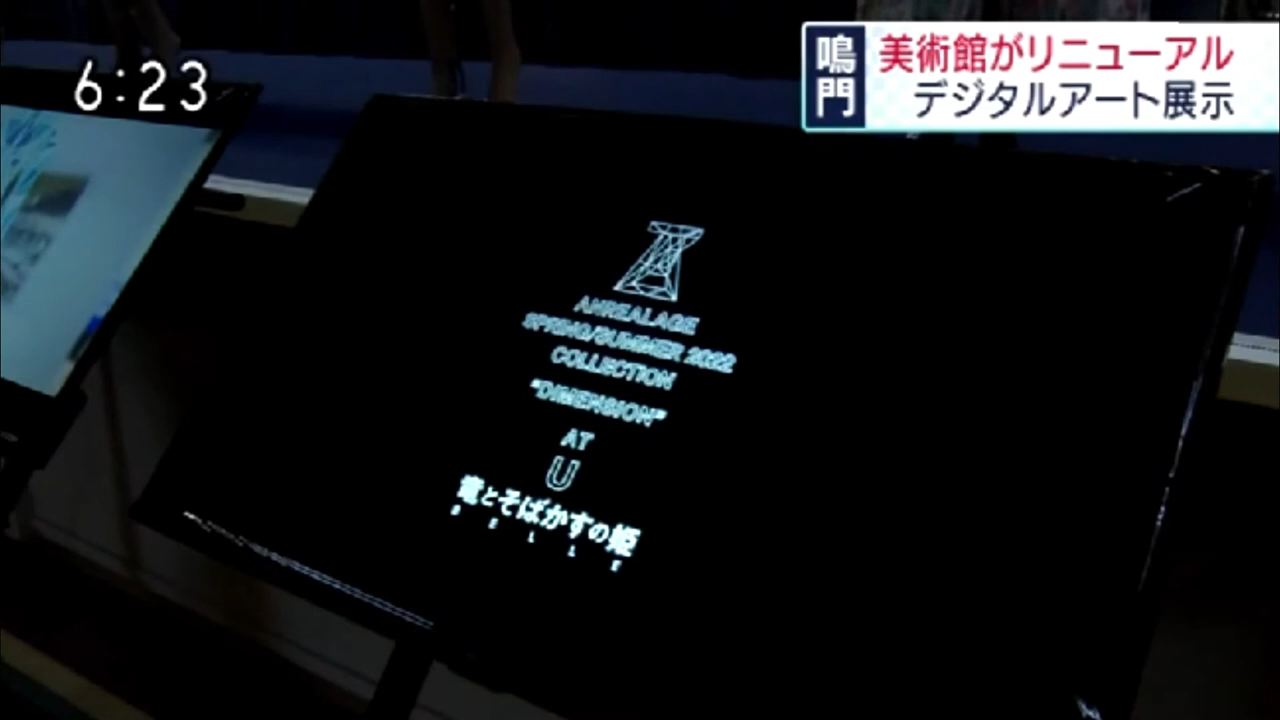 6:23
鳴門
美術館がリニューアル
デジタルアート展示
ANREALAGE
SPRING/SUMMER 2022
COLLECTION
"DIMENSION"
AT
U
竜とそばかすの姫
BELLE